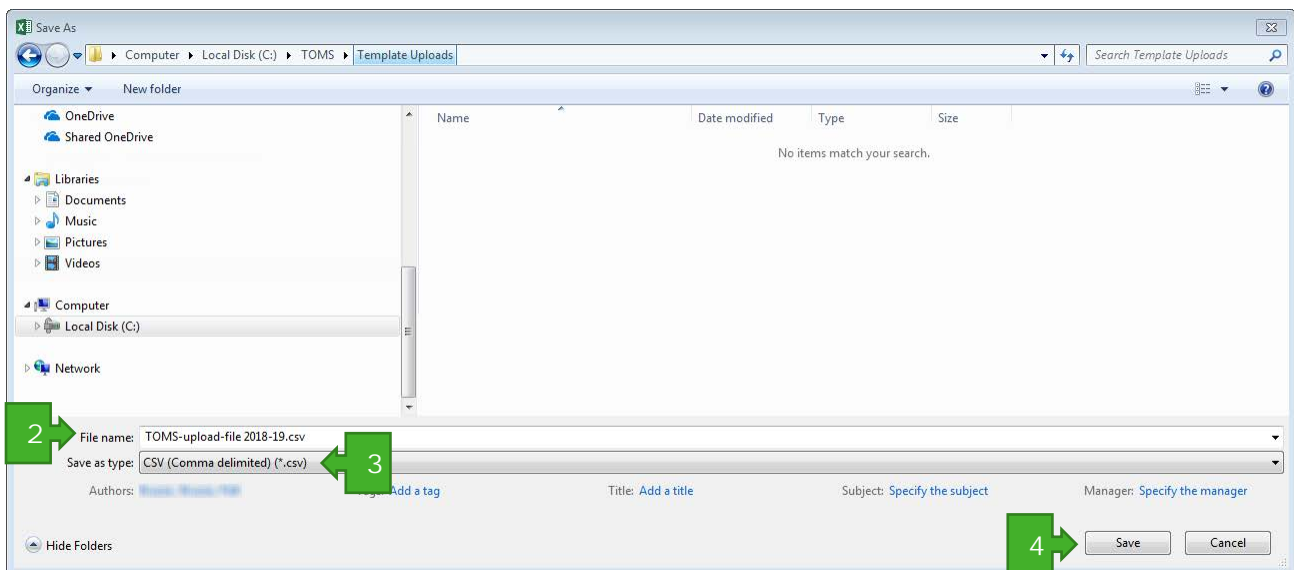 Save As
Computer Local Disk (C:) TOMS Template Uploads Search Template Uploads
Organize New folder
OneDrive
Shared OneDrive
Libraries
Documents
Music
Pictures
Videos
Computer
Local Disk (C:)
Network
Name Date modified Type Size
No items match your search.
2 File name: TOMS-upload-file 2018-19.csv
Save as type: CSV (Comma delimited) (*.csv) 3
Authors: Add a tag Title: Add a title Subject: Specify the subject Manager: Specify the manager
Hide Folders 4 Save Cancel